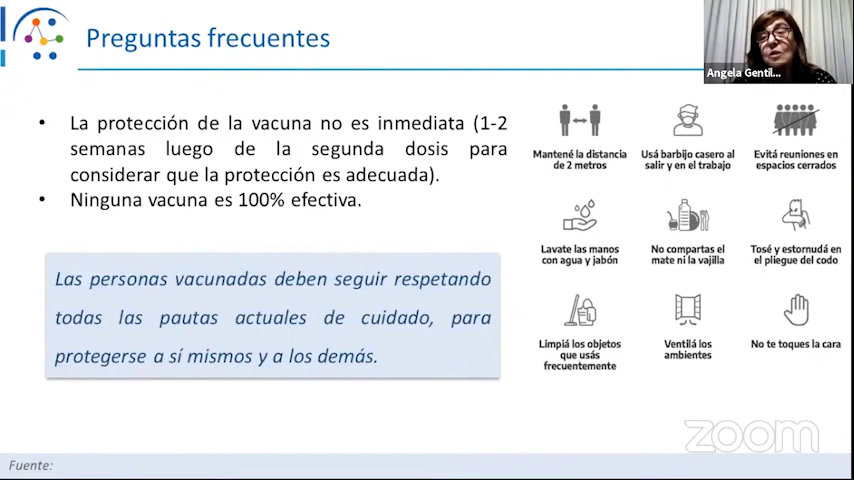 Preguntas frecuentes
Angela Gentil...
• La protección de la vacuna no es inmediata (1-2
semanas luego de la segunda dosis para
considerar que la protección es adecuada).
• Ninguna vacuna es 100% efectiva.
Las personas vacunadas deben seguir respetando
todas las pautas actuales de cuidado, para
protegerse a sí mismos y a los demás.
Mantené la distancia
de 2 metros
Usá barbijo casero al
salir y en el trabajo
Evitá reuniones en
espacios cerrados
Lavate las manos
con agua y jabón
No compartas el
mate ni la vajilla
Tosé y estornudá en
el pliegue del codo
Limpiá los objetos
que usás
frecuentemente
Ventilá los
ambientes
No te toques la cara
zoom
Fuente: